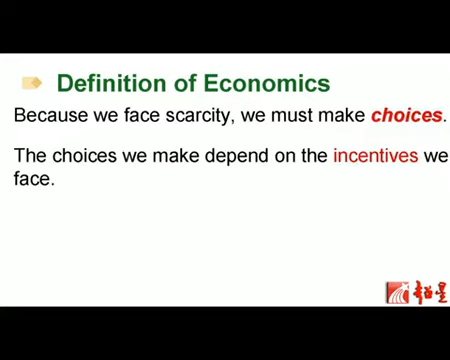 Definition of Economics
Because we face scarcity, we must make choices.
The choices we make depend on the incentives we
face.